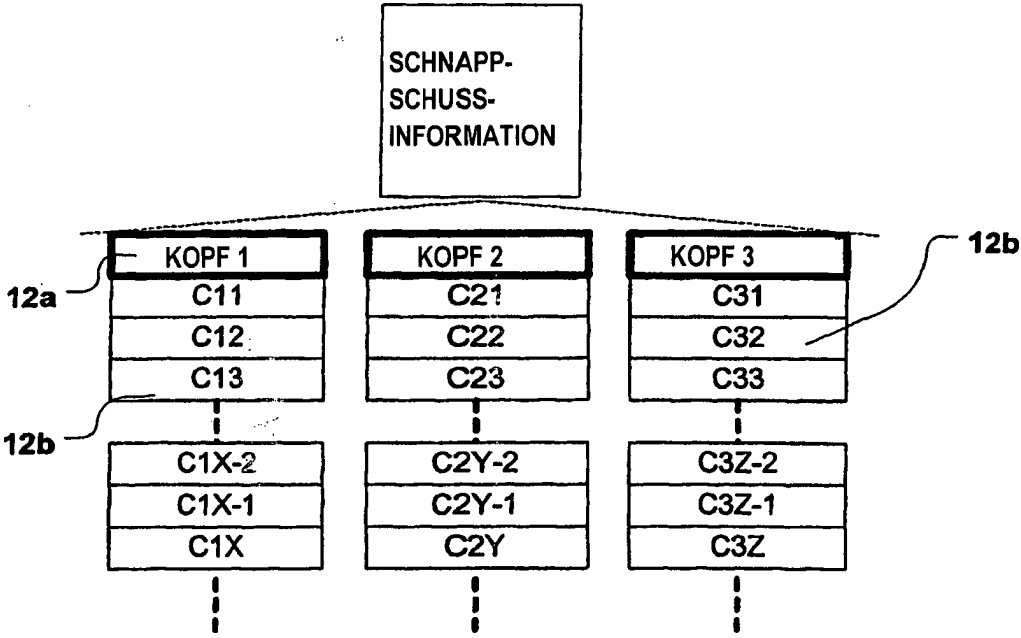 SCHNAPP-
SCHUSS-
INFORMATION
KOPF 1
KOPF 2
KOPF 3
12b
12a
C11
C21
C31
C12
C22
C32
C13
C23
C33
12b
C1X-2
C2Y-2
C3Z-2
C1X-1
C2Y-1
C3Z-1
C1X
C2Y
C3Z